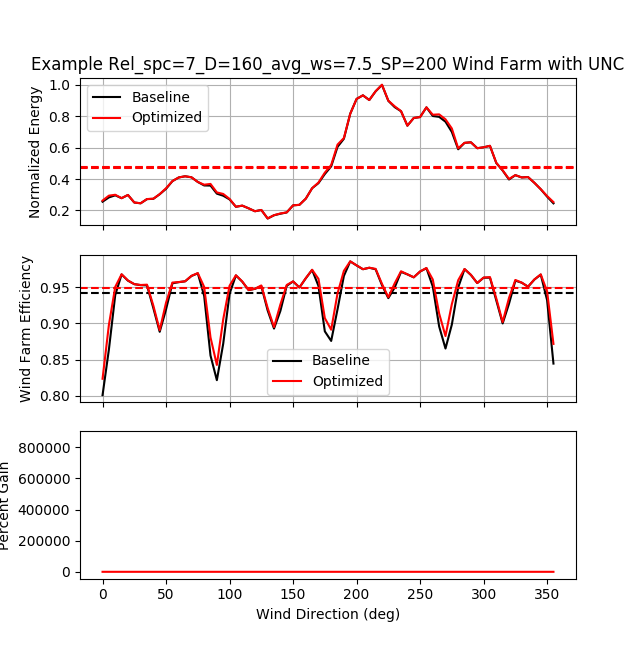 Example Rel_spc=7_D=160_avg_ws=7.5_SP=200 Wind Farm with UNC
Normalized Energy
1.0
0.8
0.6
0.4
0.2
Baseline
Optimized
Wind Farm Efficiency
0.95
0.90
0.85
0.80
Baseline
Optimized
Percent Gain
800000
600000
400000
200000
0
0 50 100 150 200 250 300 350
Wind Direction (deg)